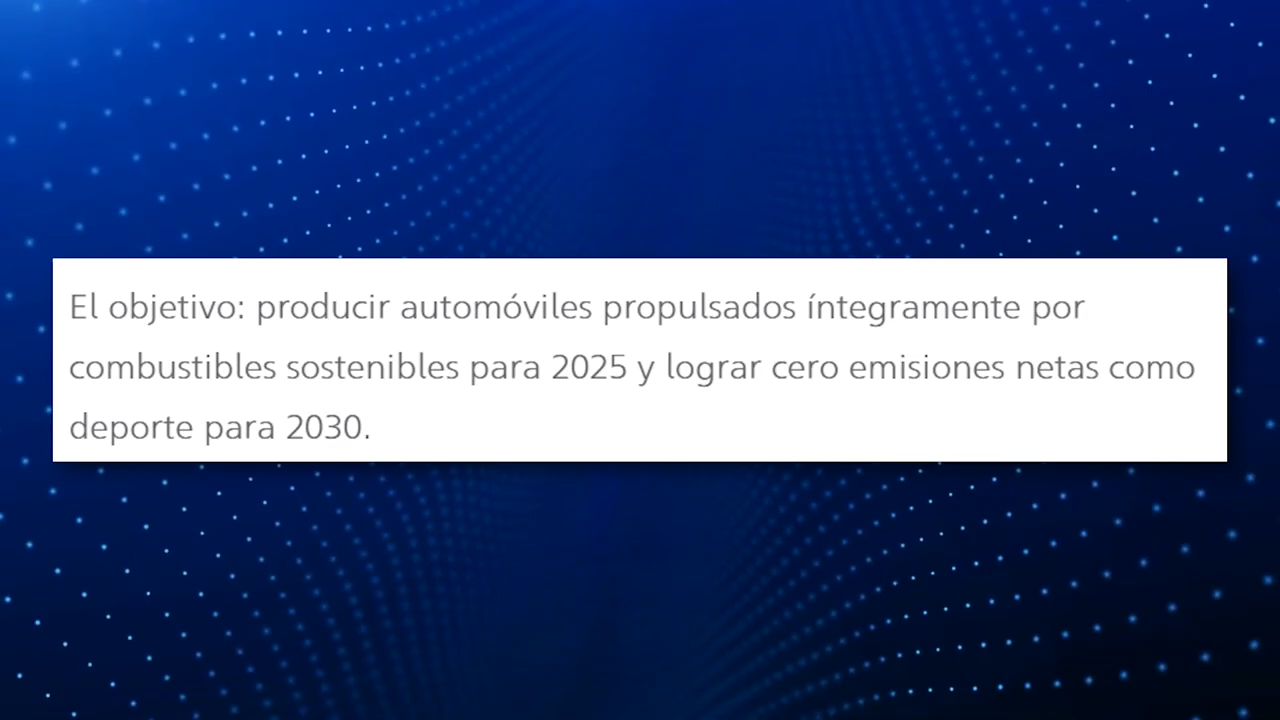 El objetivo: producir automóviles propulsados íntegramente por
combustibles sostenibles para 2025 y lograr cero emisiones netas como
deporte para 2030.